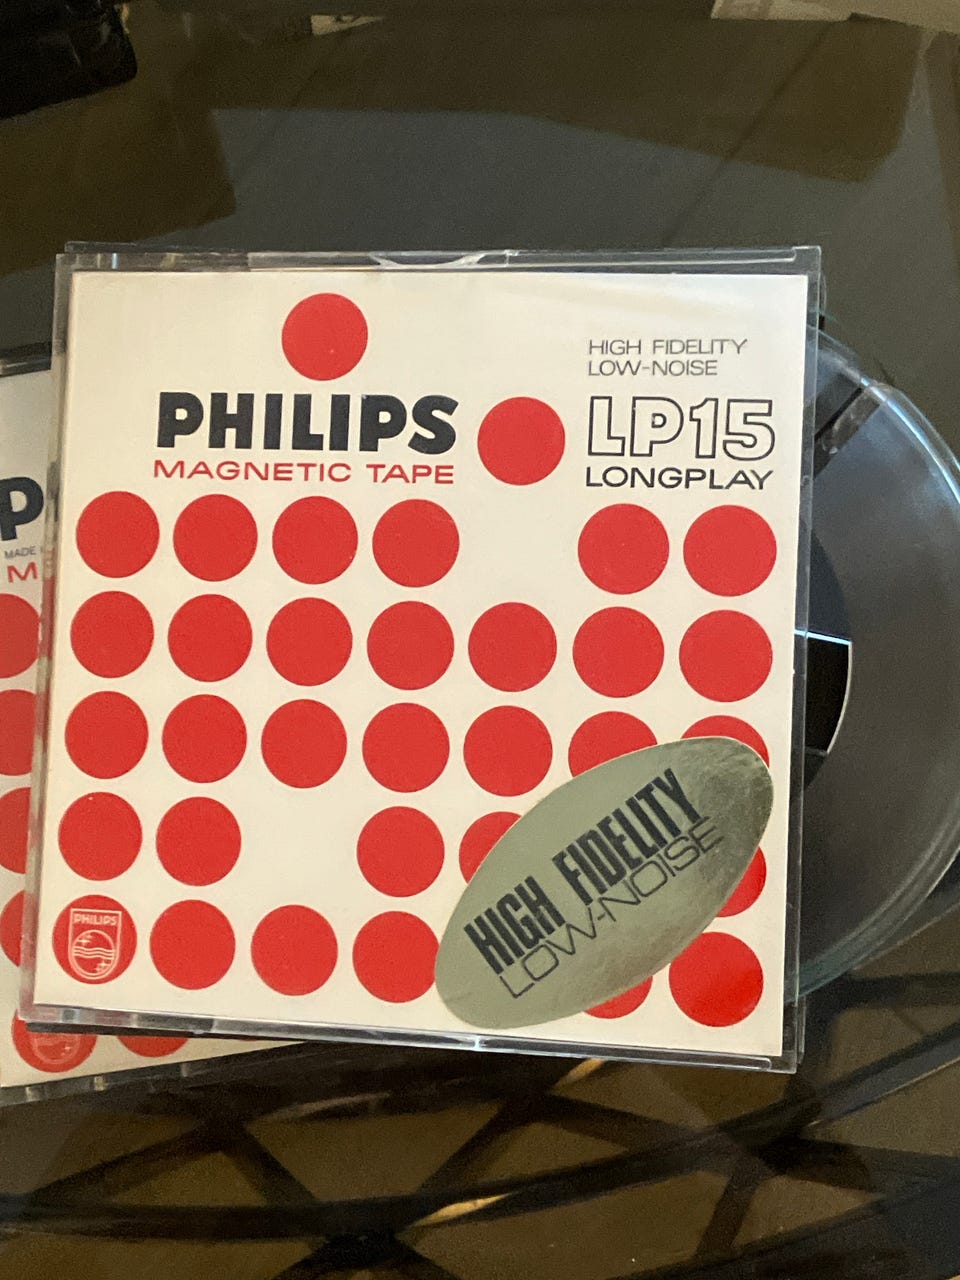 HIGH FIDELITY
LOW-NOISE
PHILIPS
LP15
MAGNETIC TAPE
LONGPLAY
P
MADE
M
PHILIPS
HIGH FIDELITY
LOW-NOISE